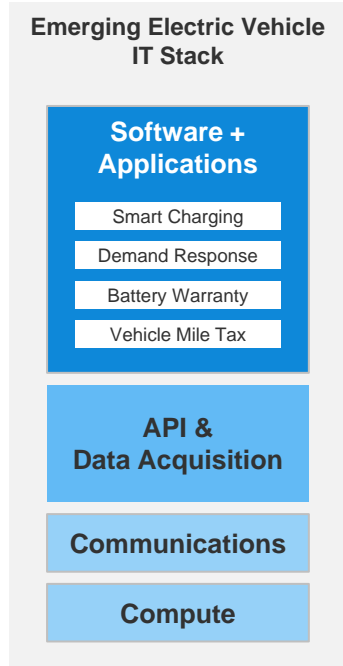 Emerging Electric Vehicle
IT Stack
Software +
Applications
Smart Charging
Demand Response
Battery Warranty
Vehicle Mile Tax
API &
Data Acquisition
Communications
Compute